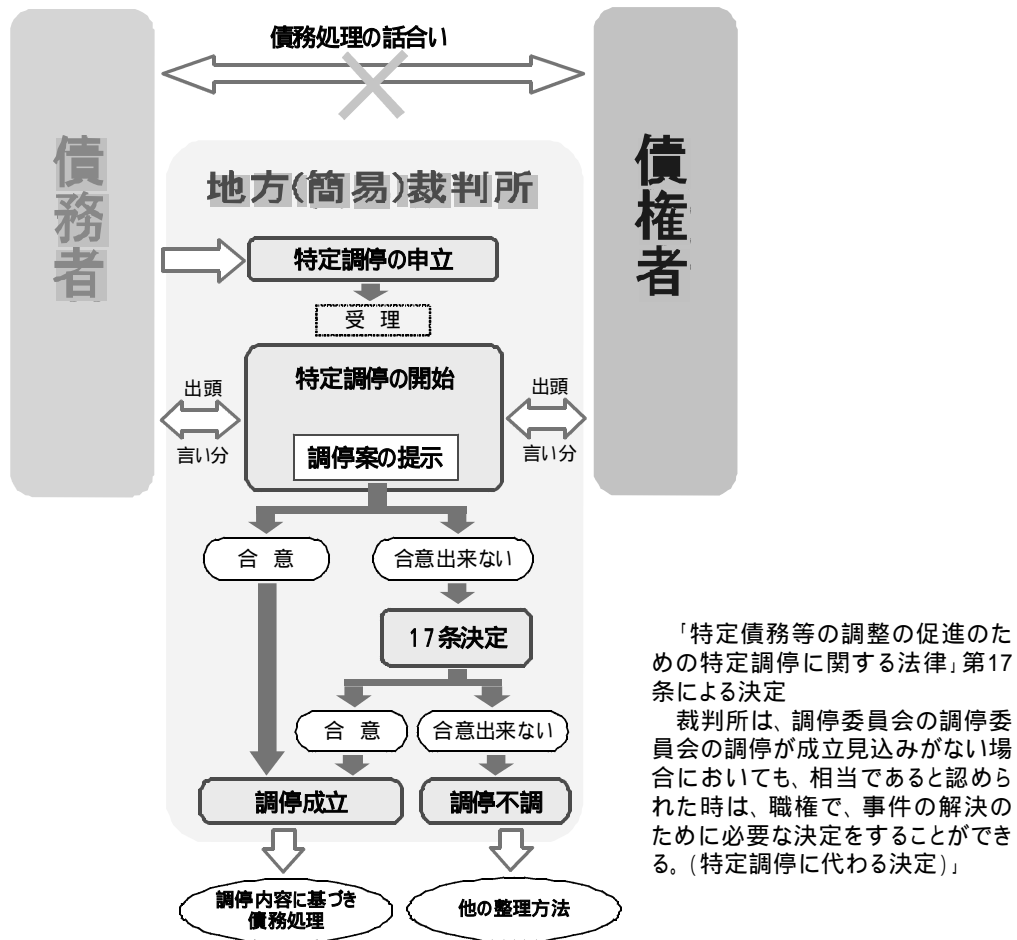 債務処理の話合い
債務者
債権者
地方(簡易)裁判所
特定調停の申立
受 理
特定調停の開始
出頭
言い分
出頭
言い分
調停案の提示
合 意
合意出来ない
17条決定
合 意
合意出来ない
調停成立
調停不調
調停内容に基づき
債務処理
他の整理方法
「特定債務等の調整の促進のた
めの特定調停に関する法律」第17
条による決定
裁判所は、調停委員会の調停委
員会の調停が成立見込みがない場
合においても、相当であると認めら
れた時は、職権で、事件の解決の
ために必要な決定をすることができ
る。(特定調停に代わる決定)」